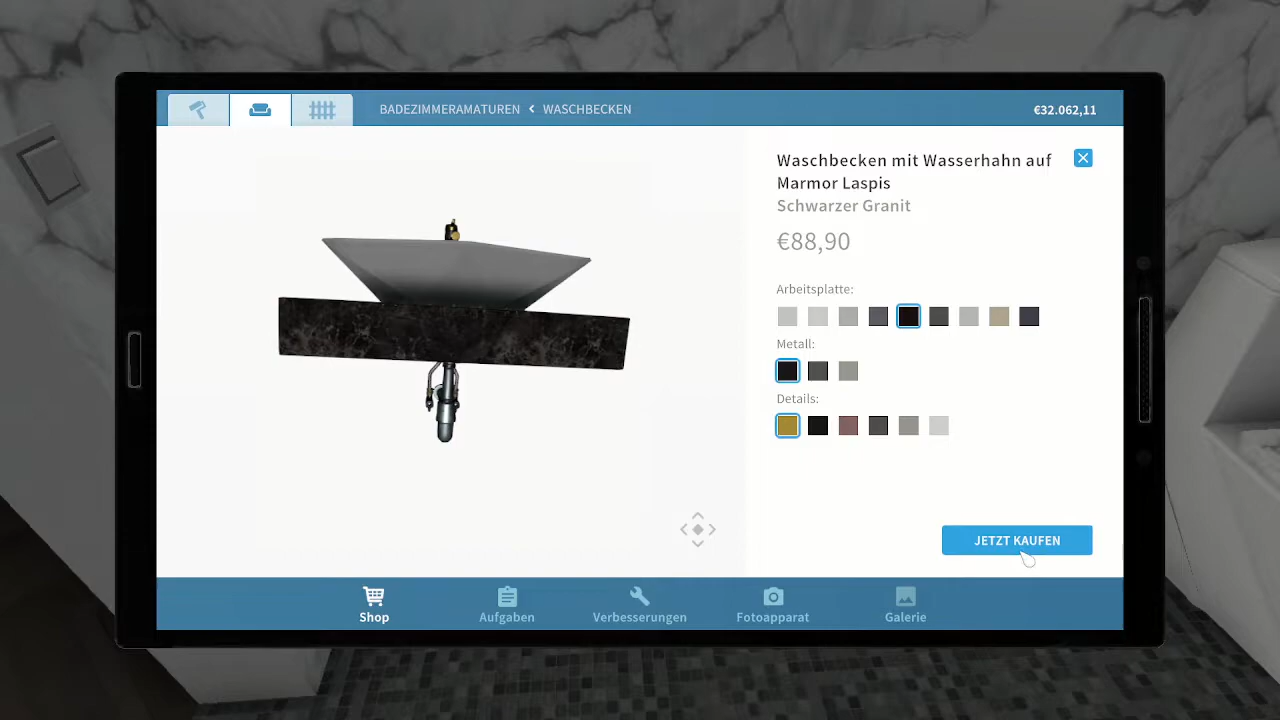 BADEZIMMERAMATUREN < WASCHBECKEN
€32.062,11
Waschbecken mit Wasserhahn auf
Marmor Laspis
Schwarzer Granit
€88,90
Arbeitsplatte:
Metall:
Details:
JETZT KAUFEN
Shop
Aufgaben
Verbesserungen
Fotoapparat
Galerie